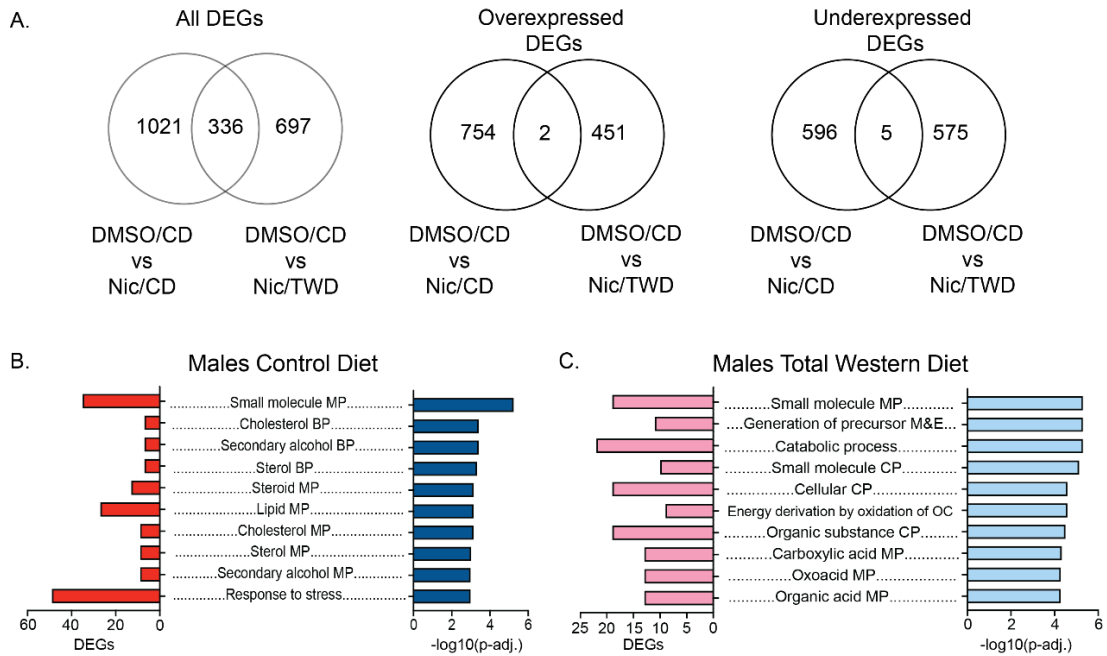 A.
All DEGs
1021 336 697
DMSO/CD
vs
Nic/CD
DMSO/CD
vs
Nic/TWD
Overexpressed
DEGs
754 2 451
DMSO/CD
vs
Nic/CD
DMSO/CD
vs
Nic/TWD
Underexpressed
DEGs
596 5 575
DMSO/CD
vs
Nic/CD
DMSO/CD
vs
Nic/TWD
B.
Males Control Diet
Small molecule MP
Cholesterol BP
Secondary alcohol BP
Sterol BP
Steroid MP
Lipid MP
Cholesterol MP
Sterol MP
Secondary alcohol MP
Response to stress
60 40 20 0
DEGs
0 2 4 6
-log10(p-adj.)
C.
Males Total Western Diet
Small molecule MP
Generation of precursor M&E
Catabolic process
Small molecule CP
Cellular CP
Energy derivation by oxidation of OC
Organic substance CP
Carboxylic acid MP
Oxoacid MP
Organic acid MP
25 20 15 10 5 0
DEGs
0 2 4 6
-log10(p-adj.)